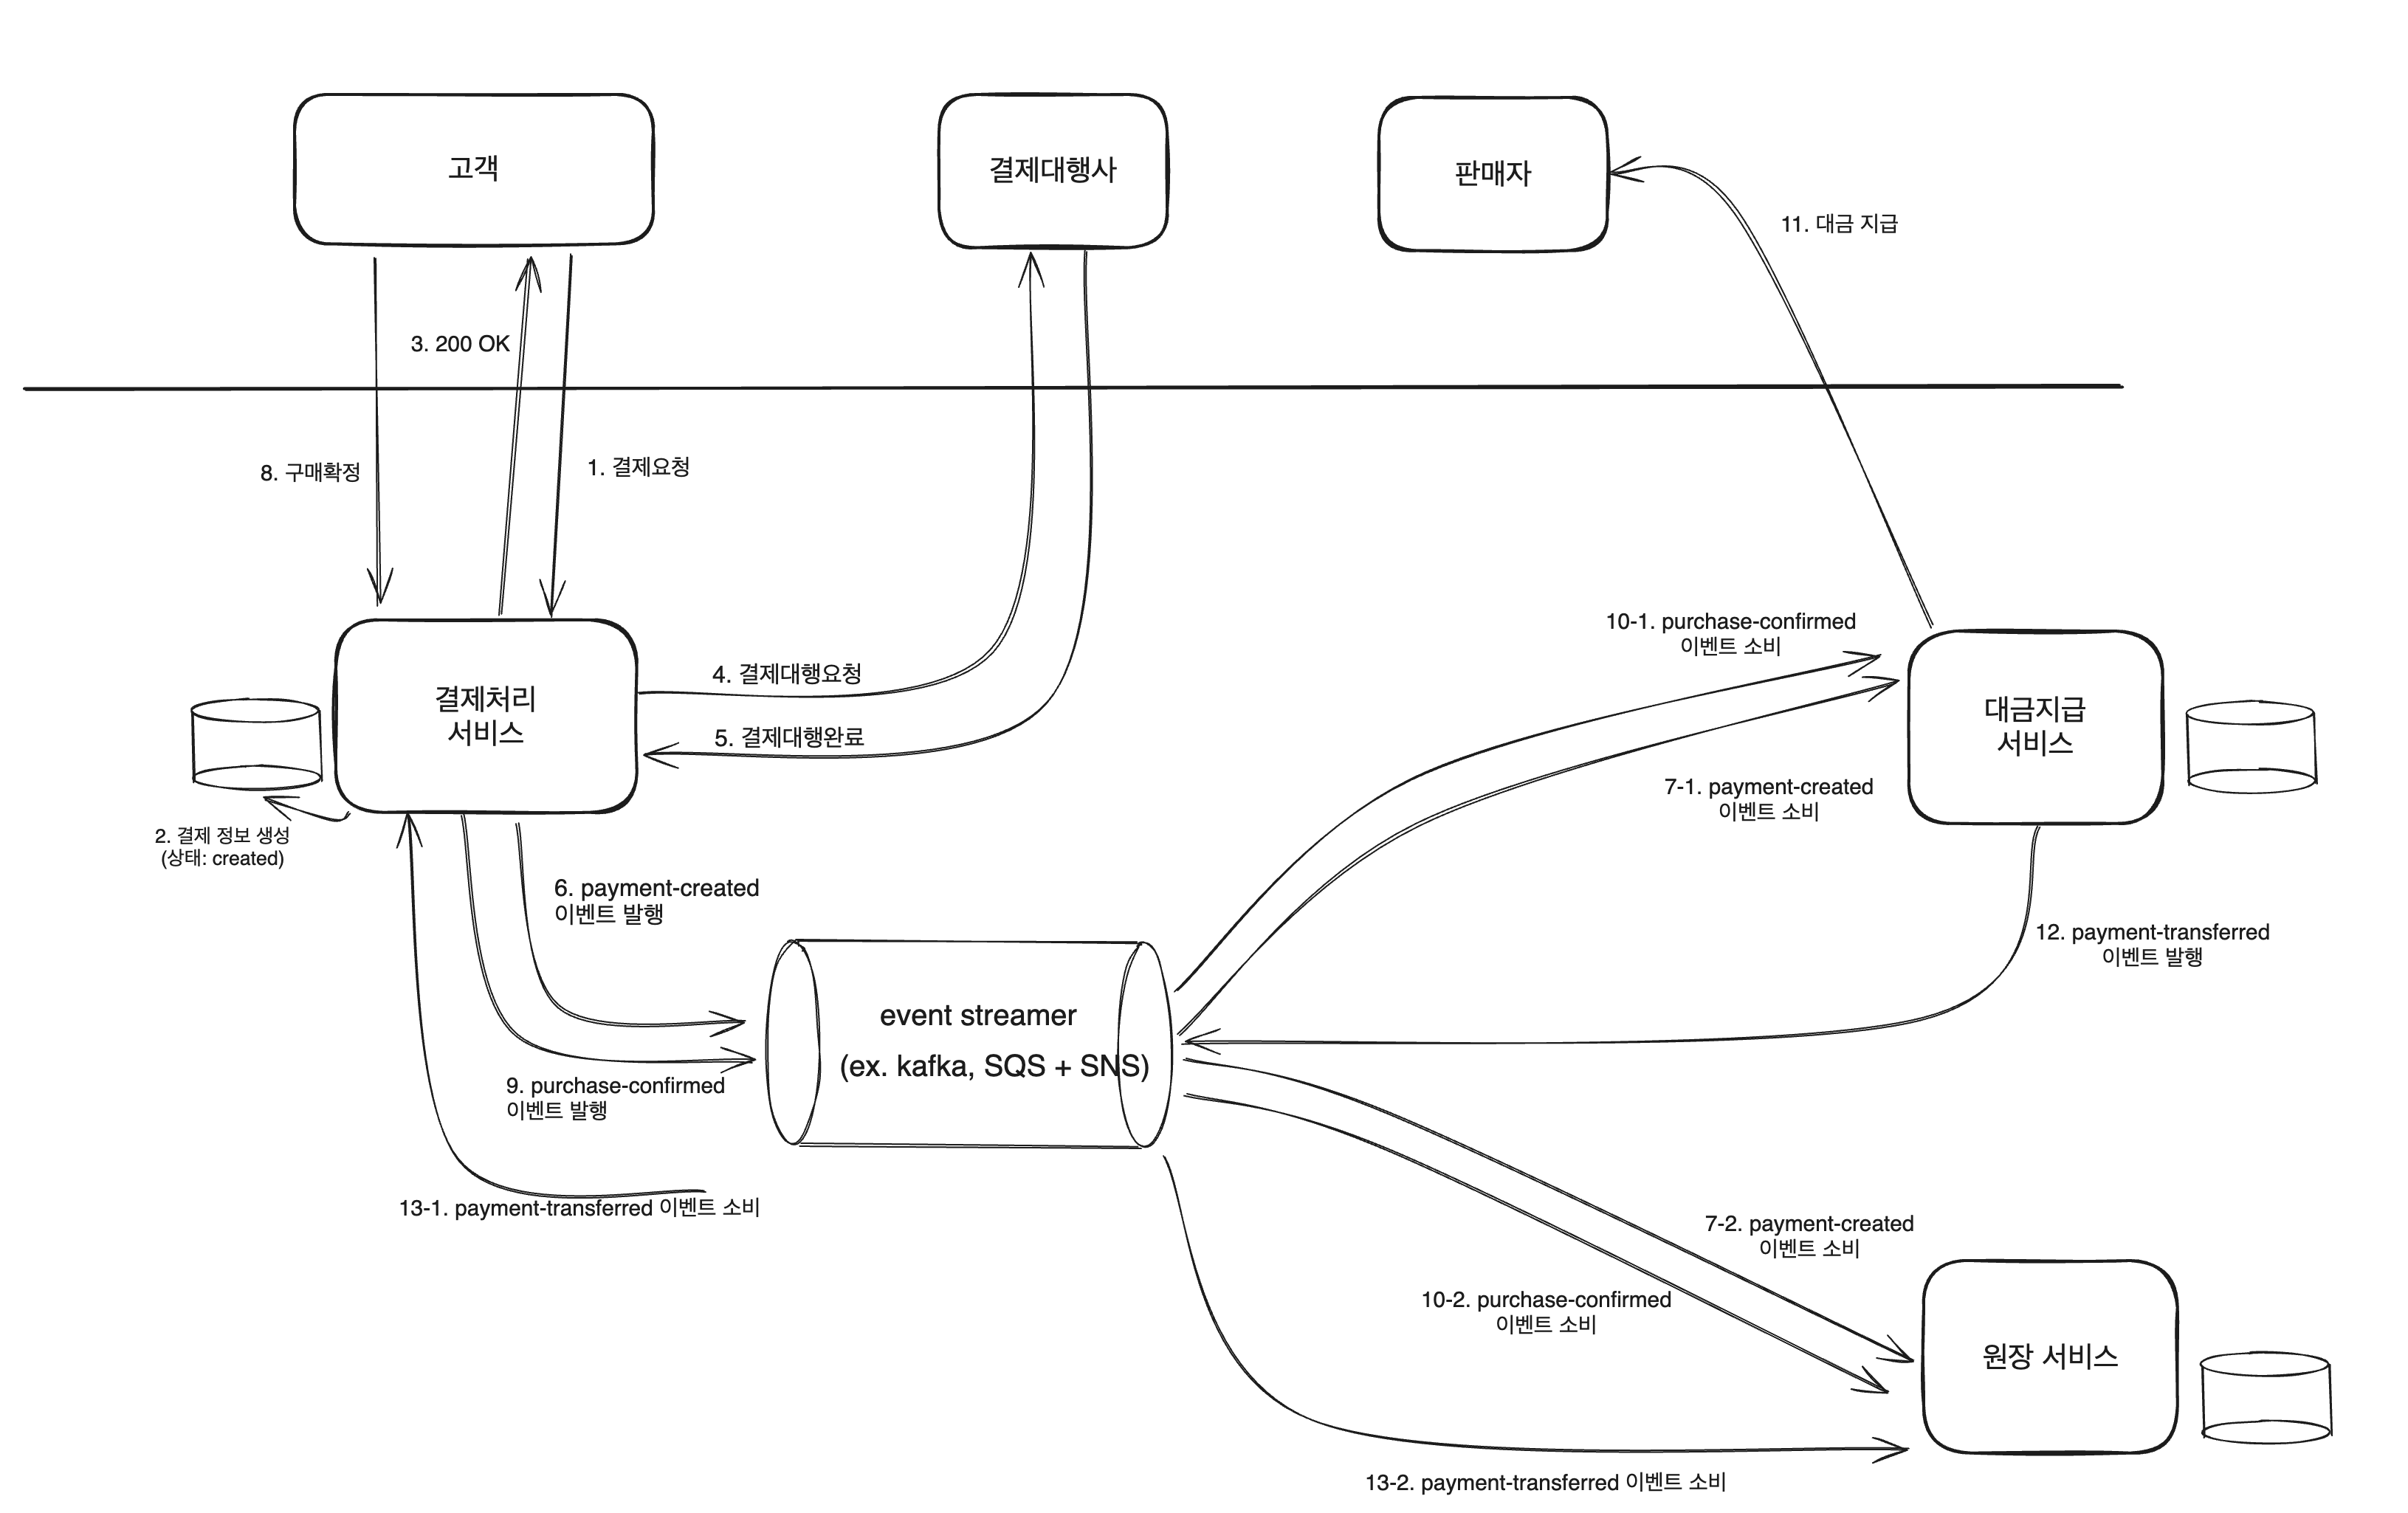 고객
결제대행사
판매자
11. 대금 지급
3. 200 OK
8. 구매확정
1. 결제요청
10-1. purchase-confirmed
이벤트 소비
4. 결제대행요청
결제처리
서비스
대금지급
서비스
5. 결제대행완료
7-1. payment-created
이벤트 소비
2. 결제 정보 생성
(상태: created)
6. payment-created
이벤트 발행
12. payment-transferred
이벤트 발행
event streamer
(ex. kafka, SQS + SNS)
9. purchase-confirmed
이벤트 발행
13-1. payment-transferred 이벤트 소비
7-2. payment-created
이벤트 소비
10-2. purchase-confirmed
이벤트 소비
원장 서비스
13-2. payment-transferred 이벤트 소비